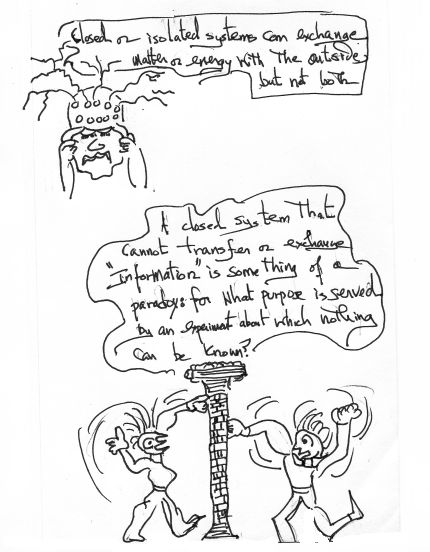 Closed or isolated systems can exchange
matter or energy with the outside
but not both
A closed system that
cannot transfer or exchange
"Information" is some thing of a
paradox: for what purpose is served
by an experiment about which nothing
can be known?